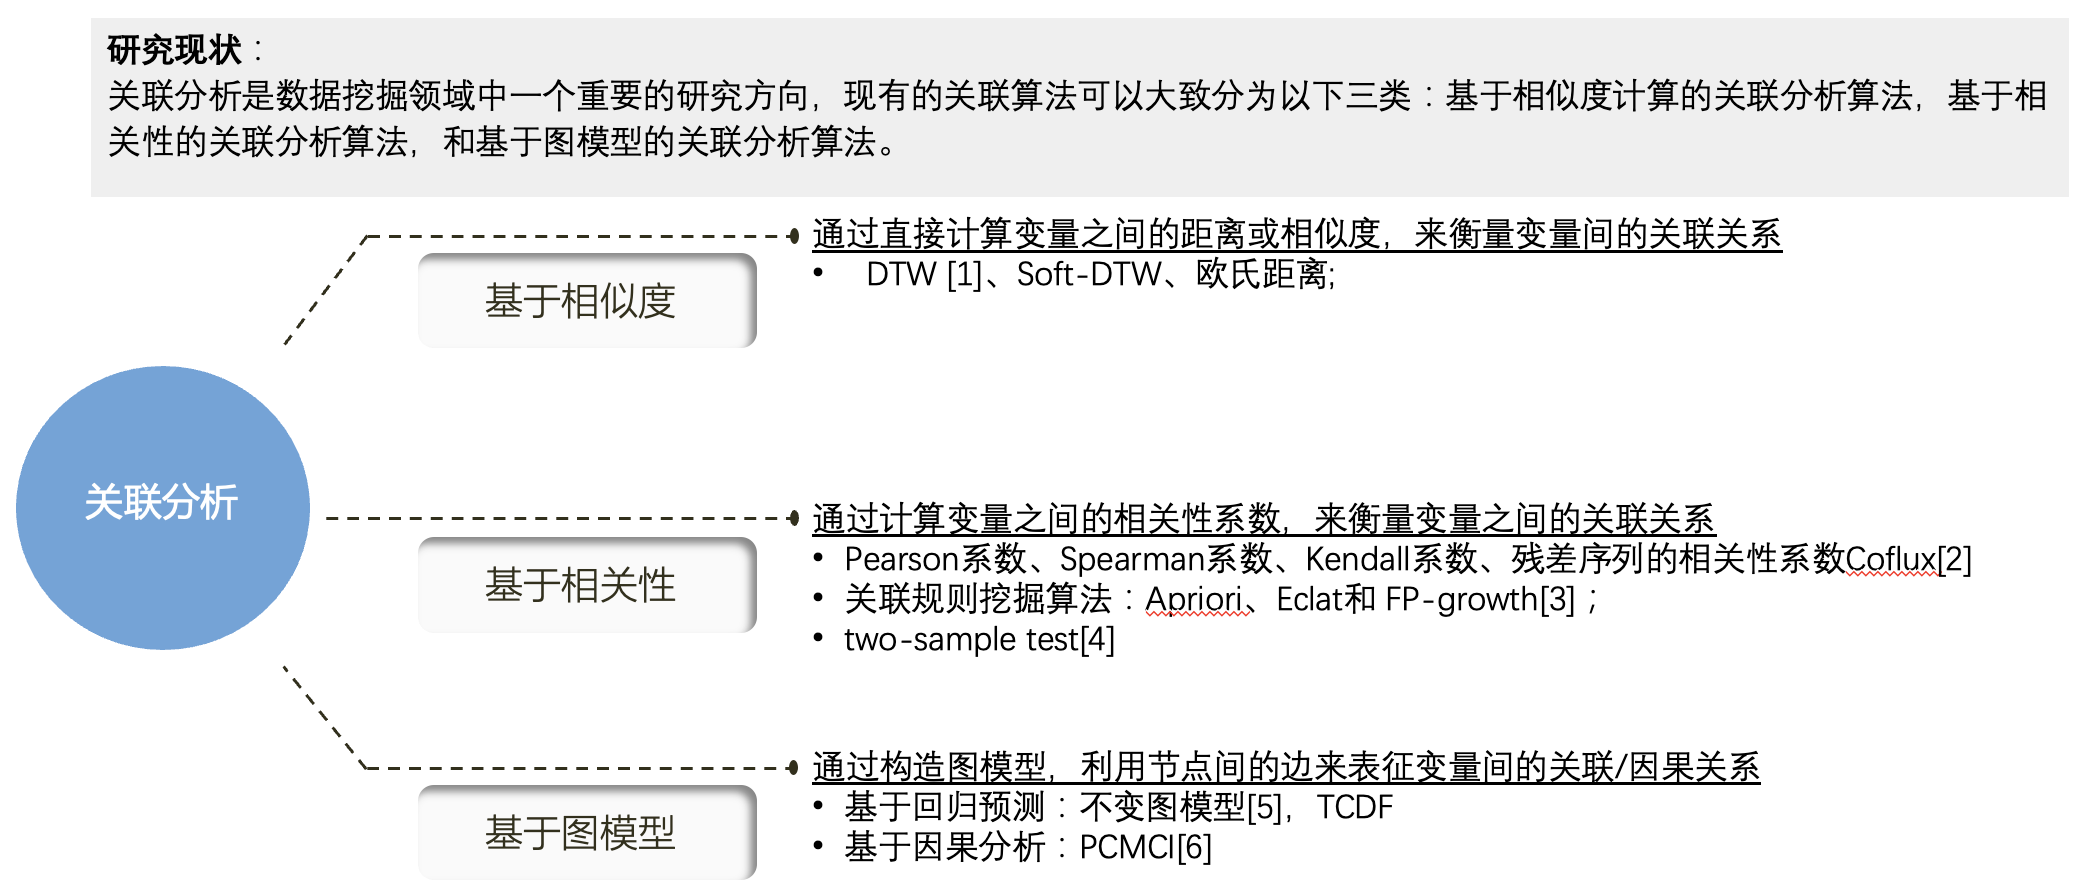 研究现状：
关联分析是数据挖掘领域中一个重要的研究方向，现有的关联算法可以大致分为以下三类：基于相似度计算的关联分析算法，基于相
关性的关联分析算法，和基于图模型的关联分析算法。
通过直接计算变量之间的距离或相似度，来衡量变量间的关联关系
• DTW [1]、Soft-DTW、欧氏距离;
基于相似度
关联分析
通过计算变量之间的相关性系数，来衡量变量之间的关联关系
• Pearson系数、Spearman系数、Kendall系数、残差序列的相关性系数Coflux[2]
• 关联规则挖掘算法：Apriori、Eclat和 FP-growth[3]；
• two-sample test[4]
基于相关性
通过构造图模型，利用节点间的边来表征变量间的关联/因果关系
• 基于回归预测：不变图模型[5]，TCDF
• 基于因果分析：PCMCI[6]
基于图模型